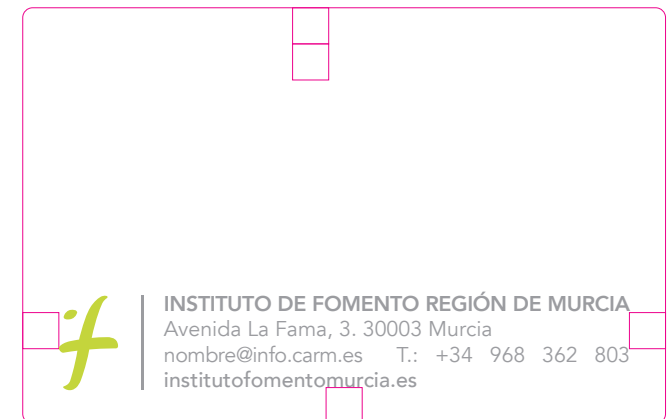 INSTITUTO DE FOMENTO REGIÓN DE MURCIA
Avenida La Fama, 3. 30003 Murcia
nombre@info.carm.es T.: +34 968 362 803
institutofomentomurcia.es